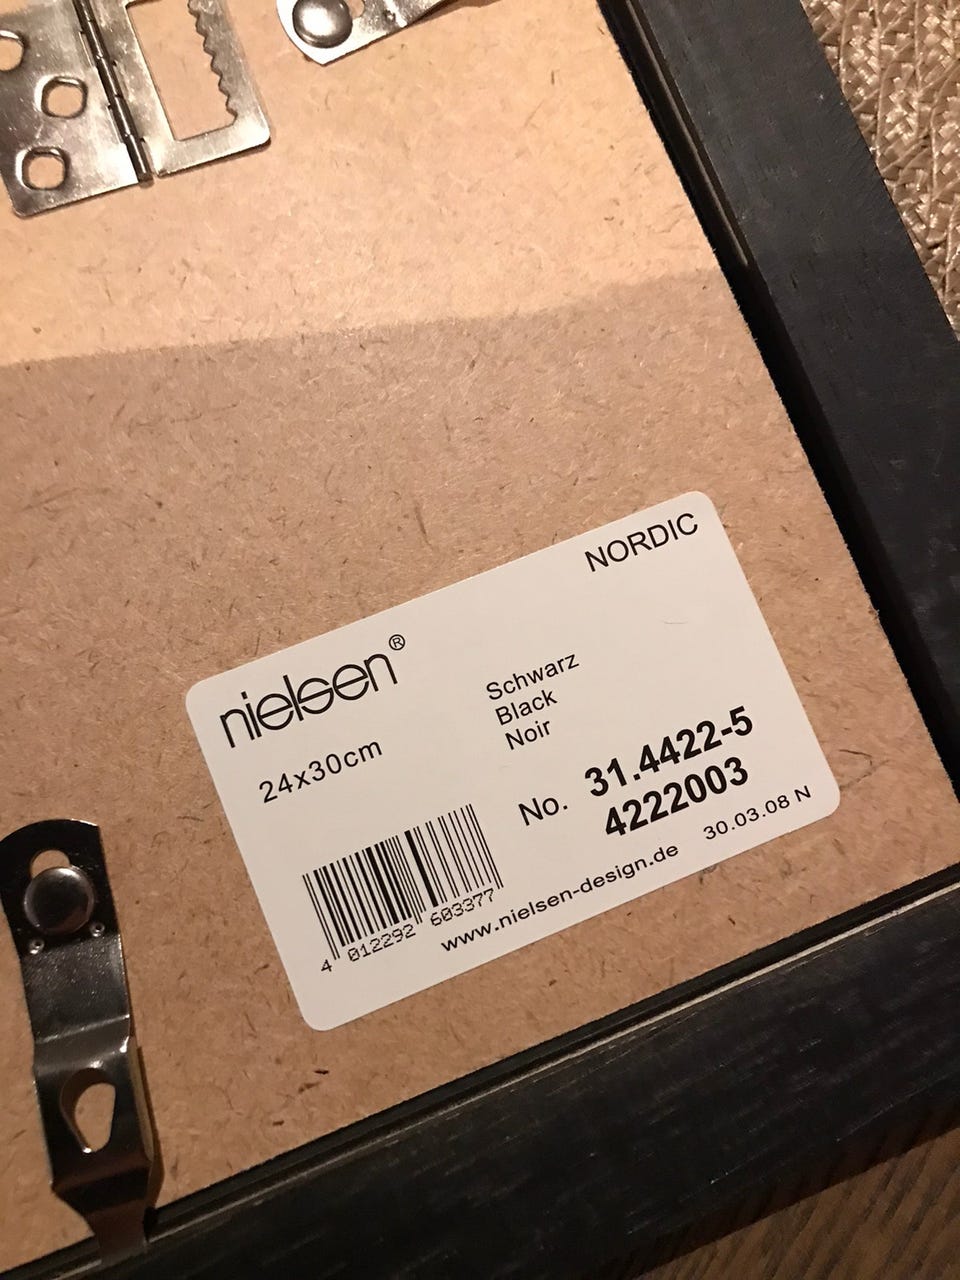 NORDIC
nielsen®
Schwarz
Black
Noir
24x30cm
No. 31.4422-5
4222003
4 012292 603377
www.nielsen-design.de 30.03.08 N